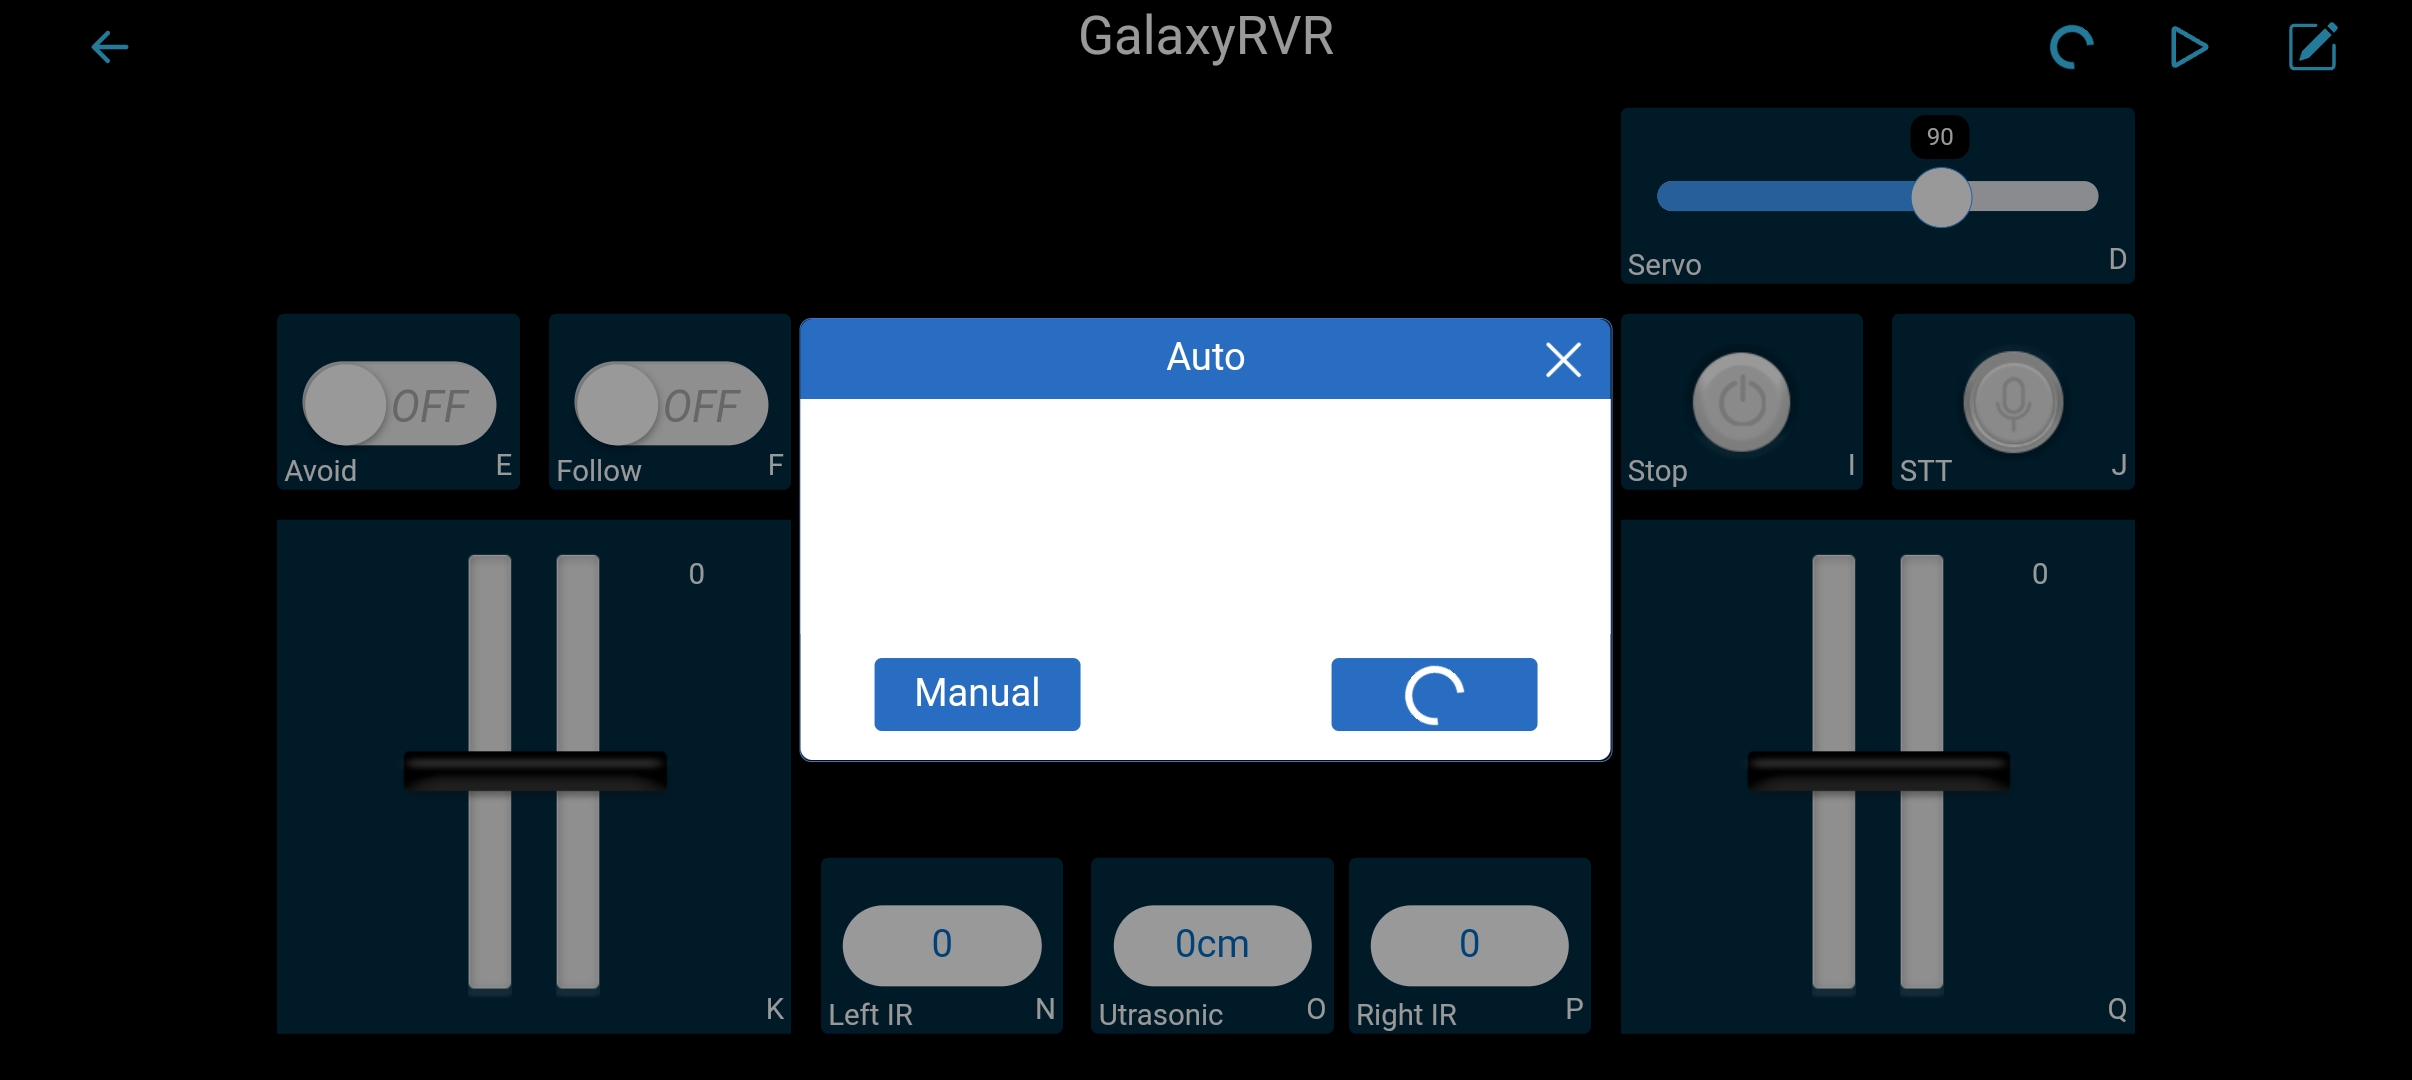 GalaxyRVR
90
Servo D
OFF OFF
Avoid E Follow F
Auto
Stop I STT J
0 0
Manual
0 0cm 0
K Left IR N Utrasonic O Right IR P Q